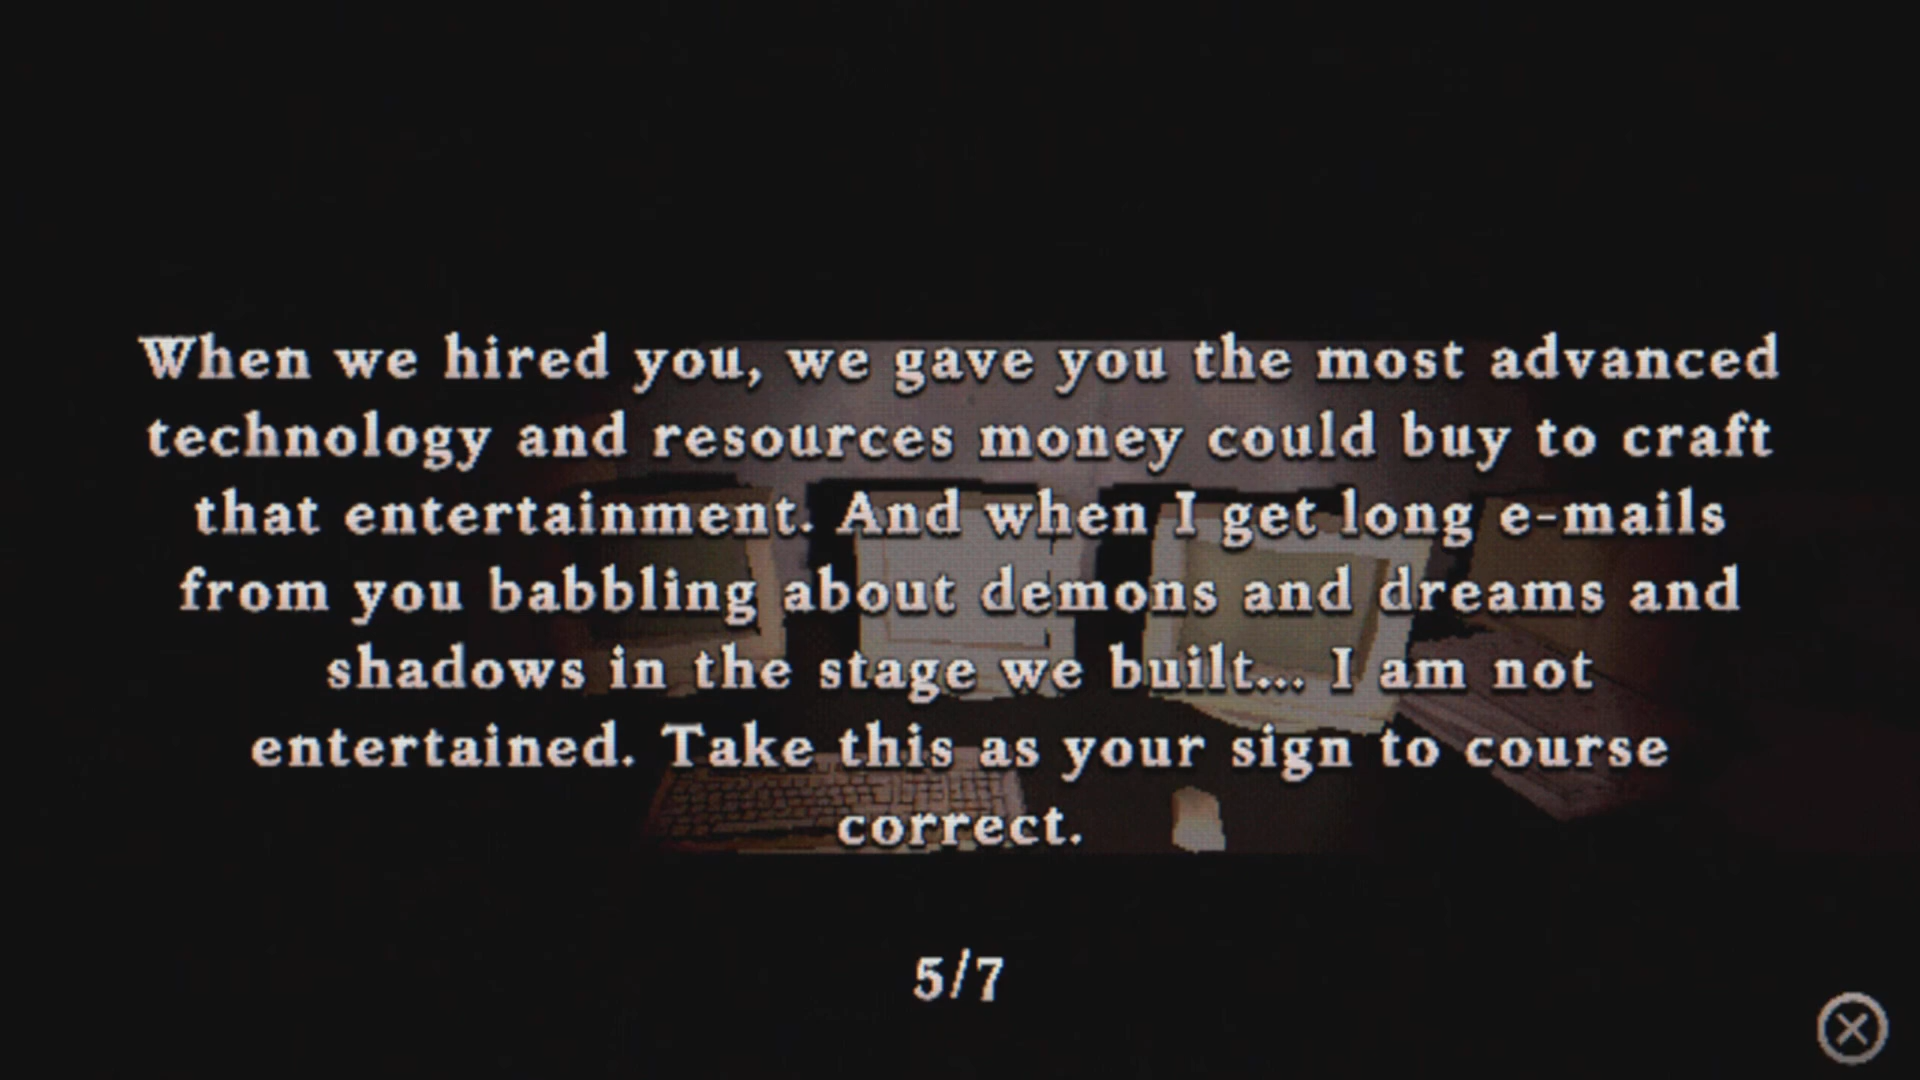 When we hired you, we gave you the most advanced
technology and resources money could buy to craft
that entertainment. And when I get long e-mails
from you babbling about demons and dreams and
shadows in the stage we built... I am not
entertained. Take this as your sign to course
correct.
5/7